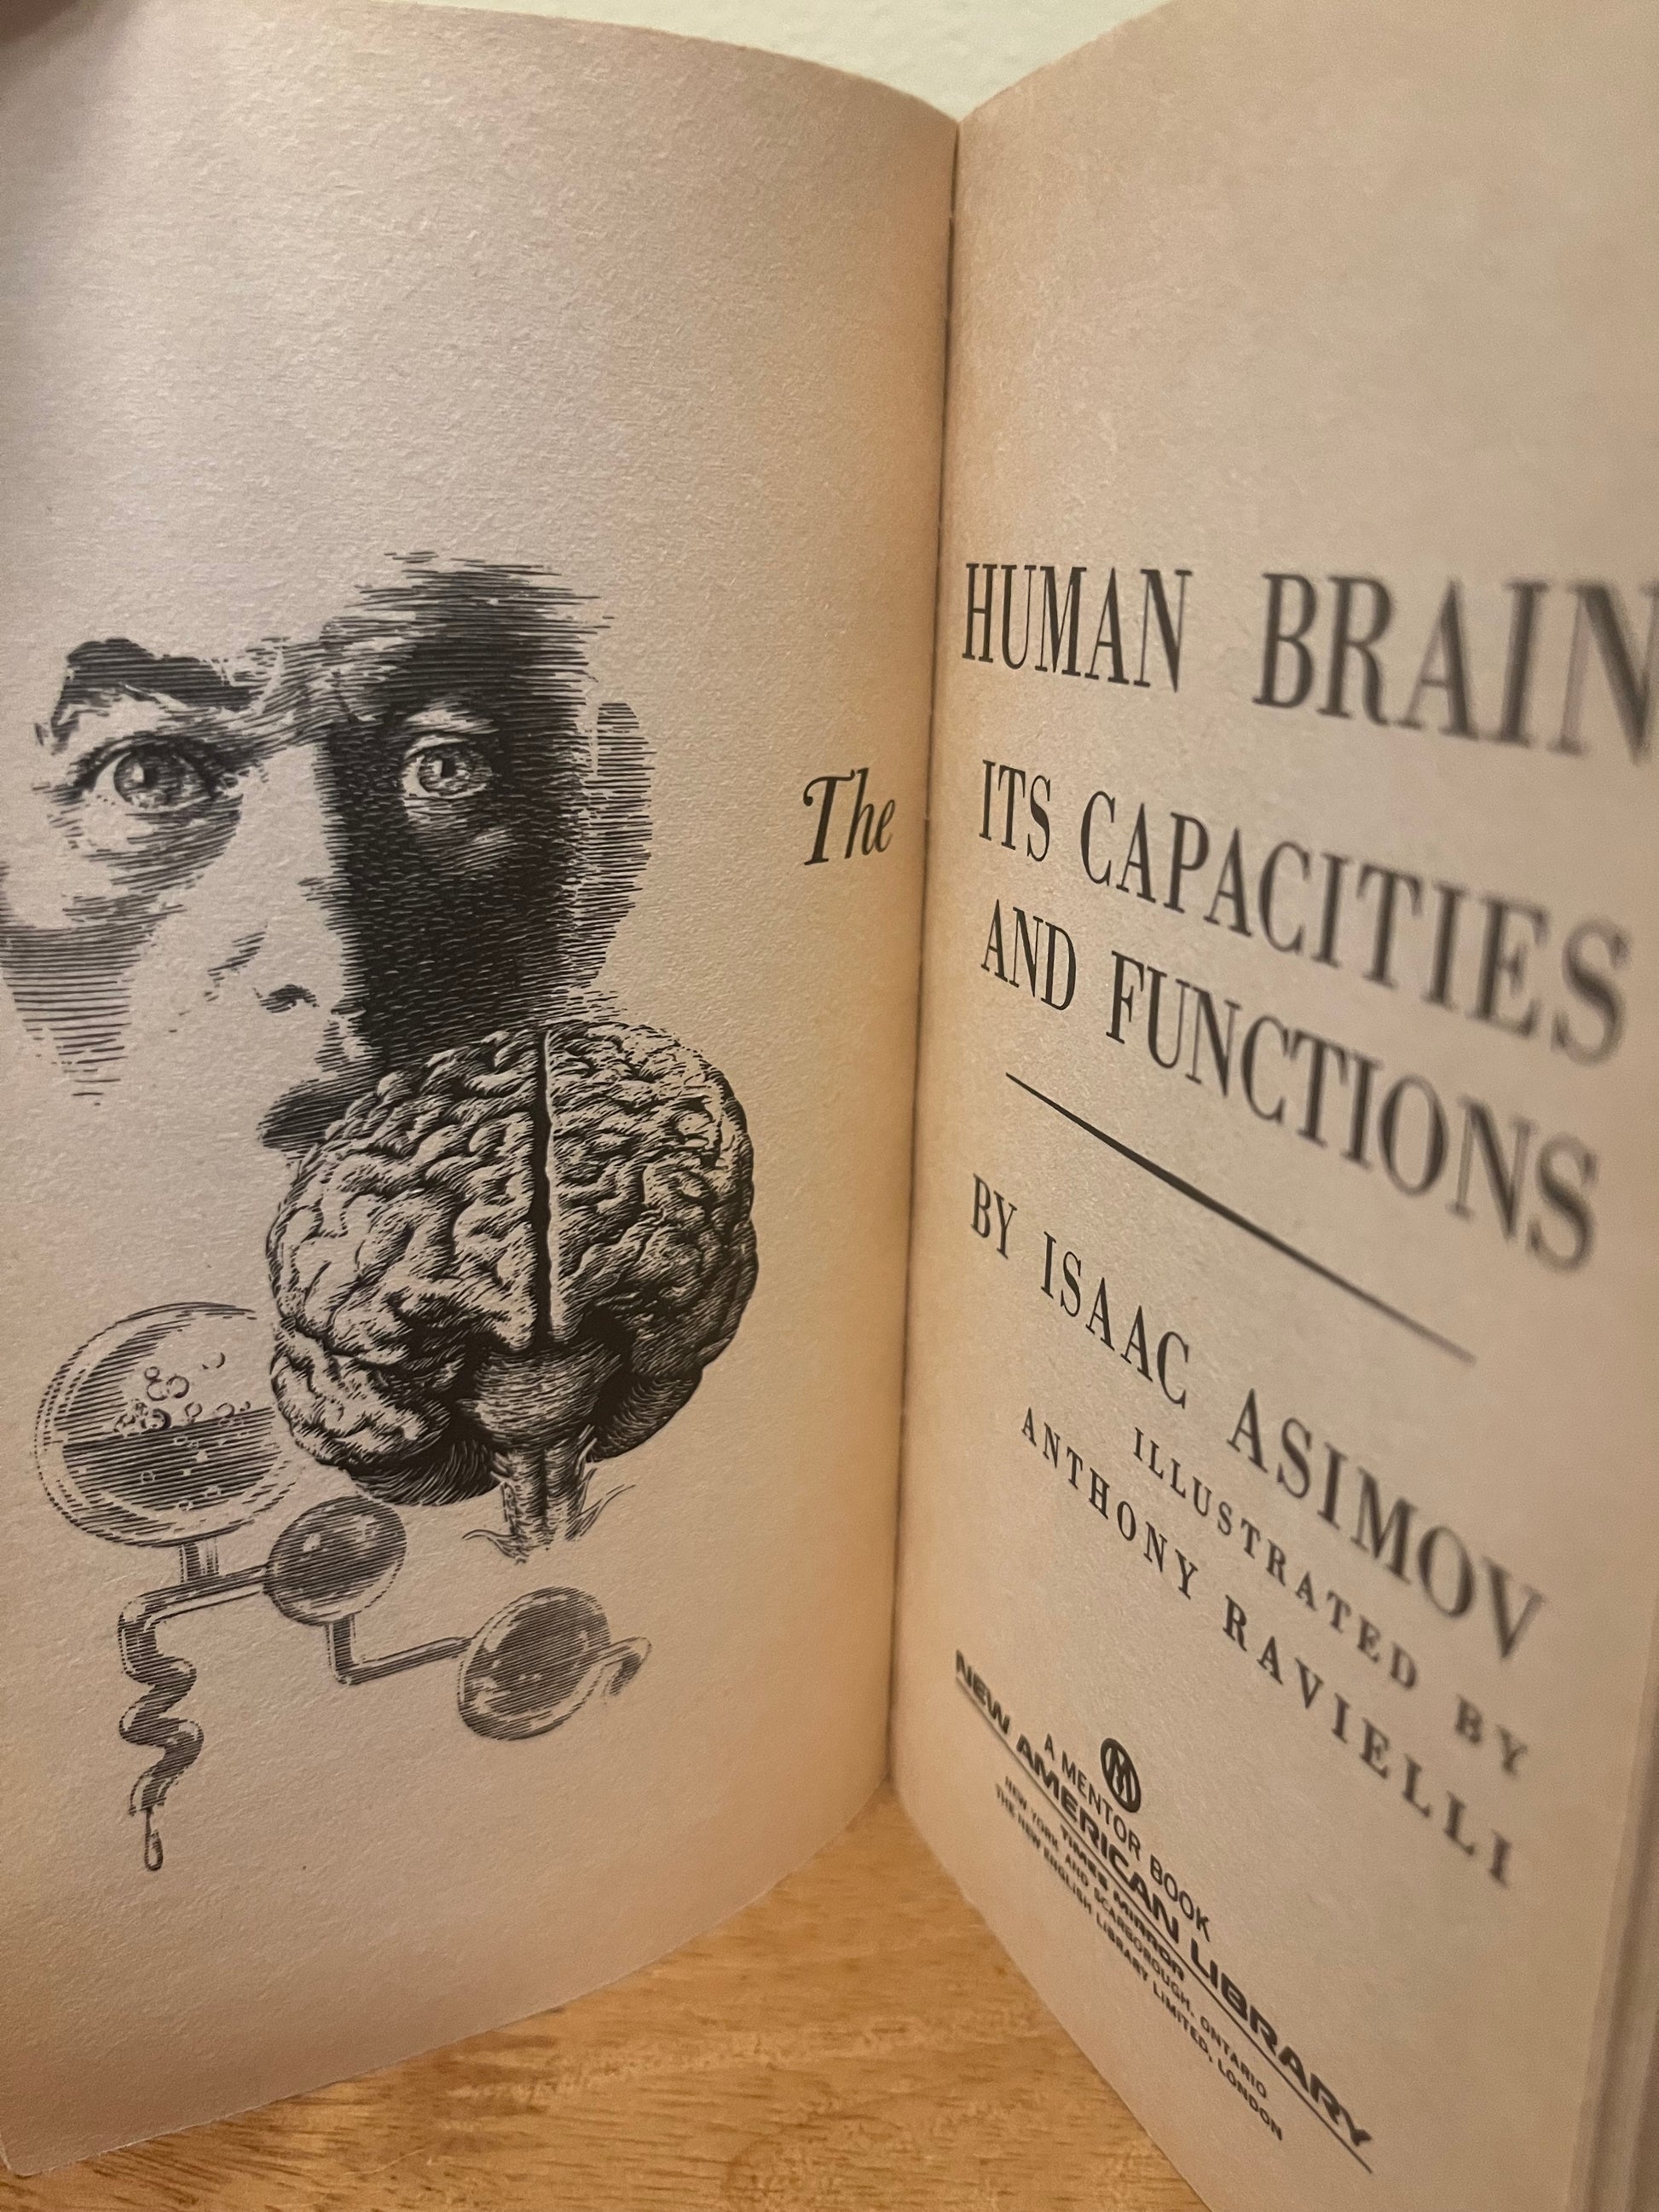 The
HUMAN BRAIN
ITS CAPACITIES
AND FUNCTIONS
BY ISAAC ASIMOV
ILLUSTRATED BY
ANTHONY RAVIELLI
M
A MENTOR BOOK
NEW AMERICAN LIBRARY
TIMES MIRROR
NEW YORK AND SCARBOROUGH, ONTARIO
THE NEW ENGLISH LIBRARY LIMITED, LONDON